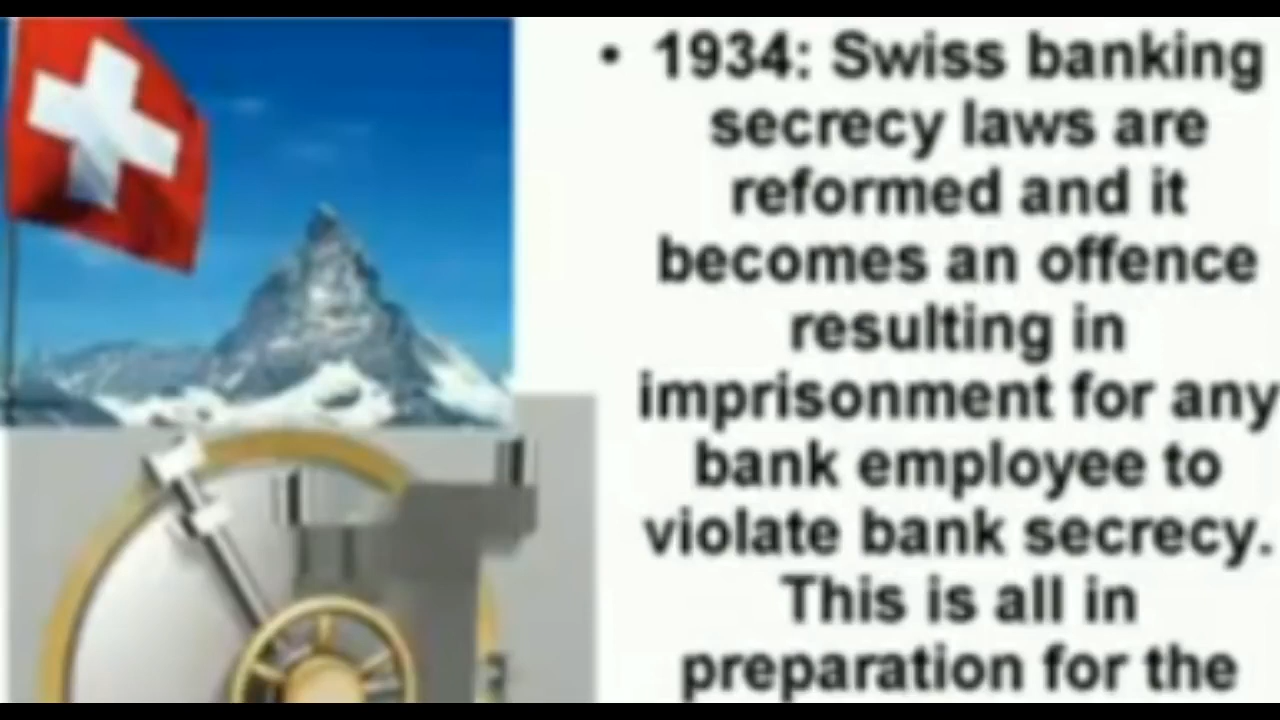 • 1934: Swiss banking
secrecy laws are
reformed and it
becomes an offence
resulting in
imprisonment for any
bank employee to
violate bank secrecy.
This is all in
preparation for the